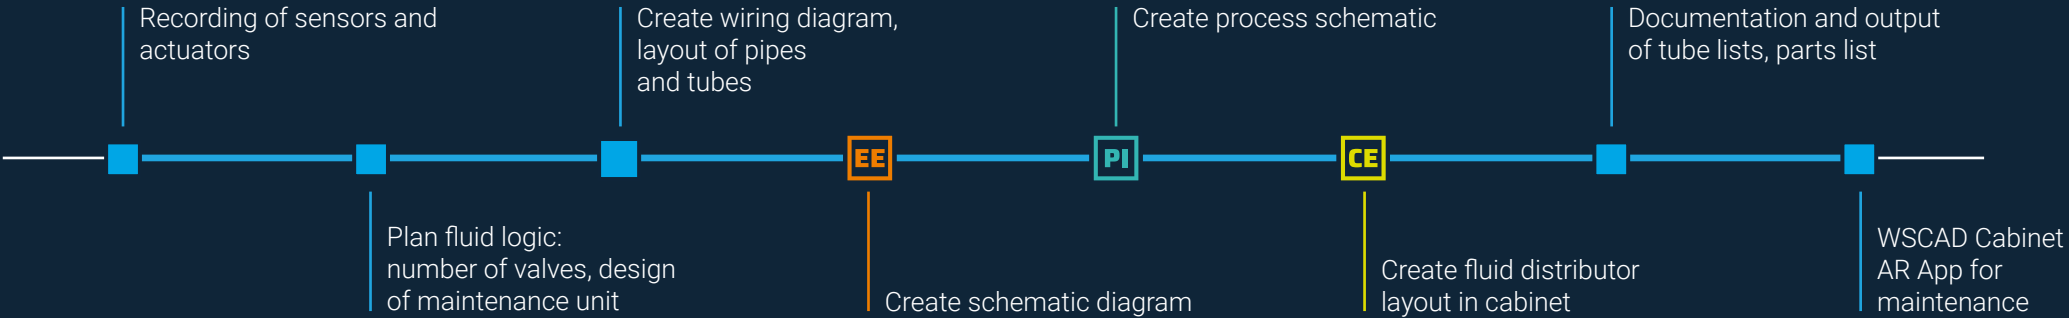 Recording of sensors and
actuators
Create wiring diagram,
layout of pipes
and tubes
Create process schematic
Documentation and output
of tube lists, parts list
EE
PI
CE
Plan fluid logic:
number of valves, design
of maintenance unit
Create schematic diagram
Create fluid distributor
layout in cabinet
WSCAD Cabinet
AR App for
maintenance